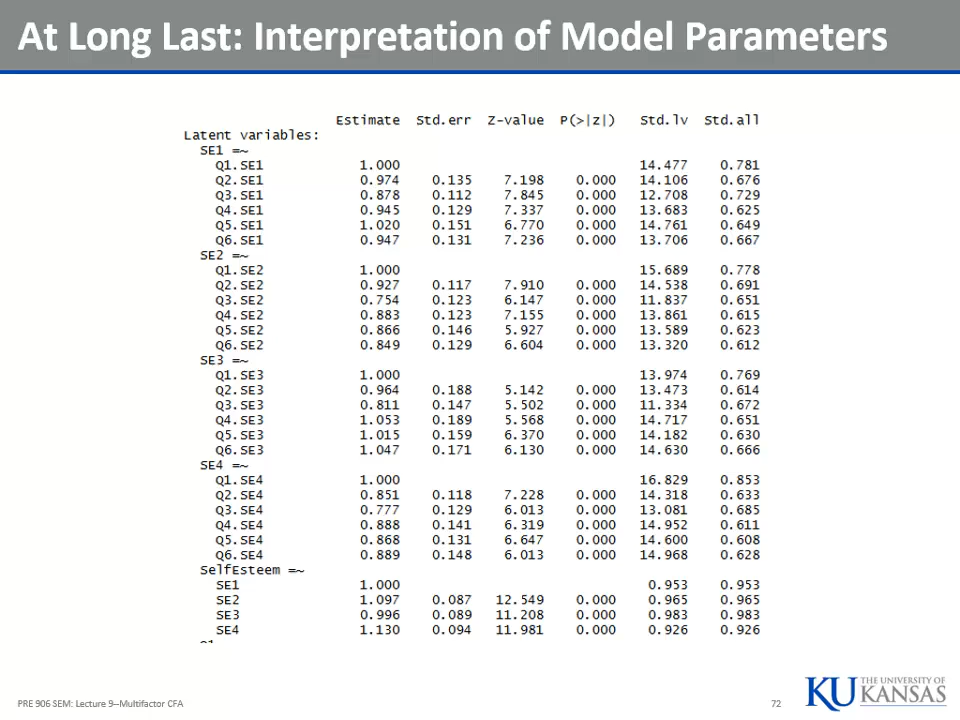 At Long Last: Interpretation of Model Parameters
Estimate Std.err Z-value P(>|z|) Std.lv Std.all
Latent variables:
SE1 =~
Q1.SE1 1.000 14.477 0.781
Q2.SE1 0.974 0.135 7.198 0.000 14.106 0.676
Q3.SE1 0.878 0.112 7.845 0.000 12.708 0.729
Q4.SE1 0.945 0.129 7.337 0.000 13.683 0.625
Q5.SE1 1.020 0.151 6.770 0.000 14.761 0.649
Q6.SE1 0.947 0.131 7.236 0.000 13.706 0.667
SE2 =~
Q1.SE2 1.000 15.689 0.778
Q2.SE2 0.927 0.117 7.910 0.000 14.538 0.691
Q3.SE2 0.754 0.123 6.147 0.000 11.837 0.651
Q4.SE2 0.883 0.123 7.155 0.000 13.861 0.615
Q5.SE2 0.866 0.146 5.927 0.000 13.589 0.623
Q6.SE2 0.849 0.129 6.604 0.000 13.320 0.612
SE3 =~
Q1.SE3 1.000 13.974 0.769
Q2.SE3 0.964 0.188 5.142 0.000 13.473 0.614
Q3.SE3 0.811 0.147 5.502 0.000 11.334 0.672
Q4.SE3 1.053 0.189 5.568 0.000 14.717 0.651
Q5.SE3 1.015 0.159 6.370 0.000 14.182 0.630
Q6.SE3 1.047 0.171 6.130 0.000 14.630 0.666
SE4 =~
Q1.SE4 1.000 16.829 0.853
Q2.SE4 0.851 0.118 7.228 0.000 14.318 0.633
Q3.SE4 0.777 0.129 6.013 0.000 13.081 0.685
Q4.SE4 0.888 0.141 6.319 0.000 14.952 0.611
Q5.SE4 0.868 0.131 6.647 0.000 14.600 0.608
Q6.SE4 0.889 0.148 6.013 0.000 14.968 0.628
SelfEsteem =~
SE1 1.000 0.953 0.953
SE2 1.097 0.087 12.549 0.000 0.965 0.965
SE3 0.996 0.089 11.208 0.000 0.983 0.983
SE4 1.130 0.094 11.981 0.000 0.926 0.926
PRE 906 SEM: Lecture 9--Multifactor CFA
72
KU THE UNIVERSITY OF
KANSAS